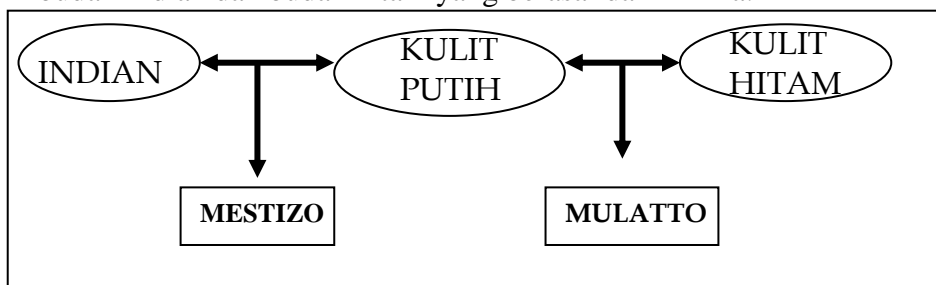 INDIAN
KULIT
PUTIH
KULIT
HITAM
MESTIZO
MULATTO